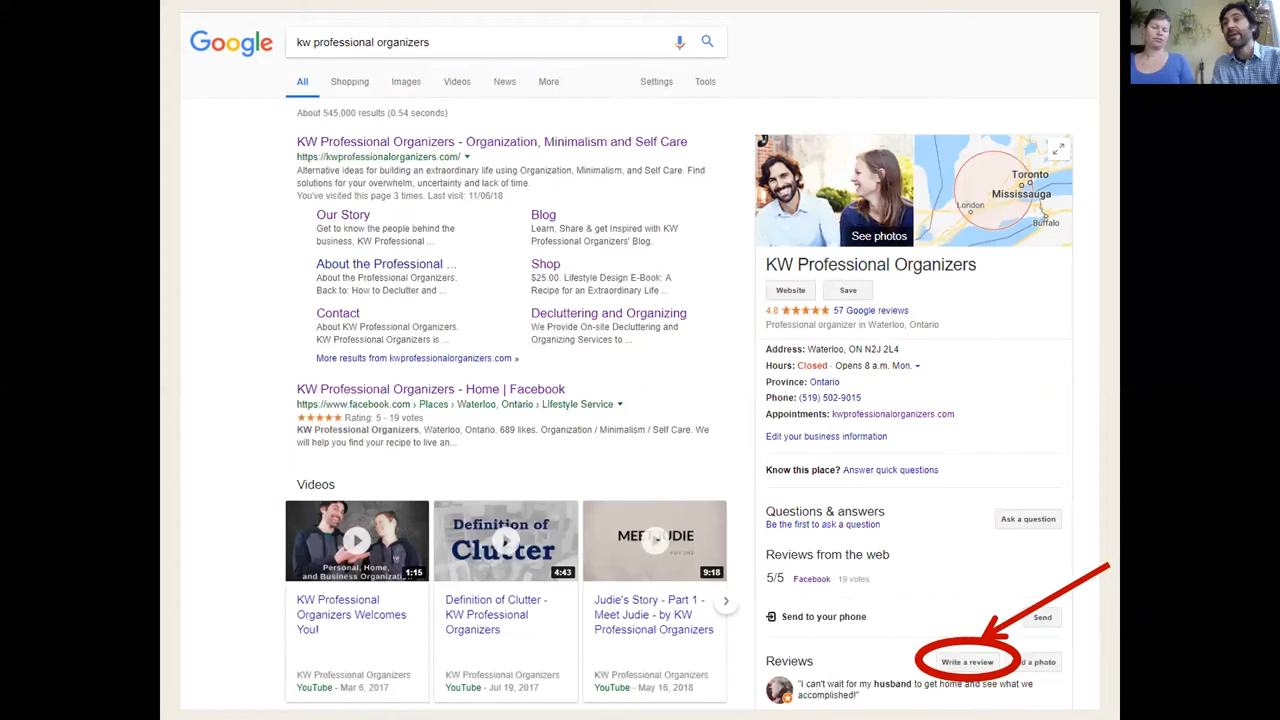 Google
kw professional organizers
All Shopping Images Videos News More Settings Tools
About 545,000 results (0.54 seconds)
KW Professional Organizers - Organization, Minimalism and Self Care
https://kwprofessionalorganizers.com/
Alternative ideas for building an extraordinary life using Organization, Minimalism, and Self Care. Find
solutions for your overwhelm, uncertainty and lack of time.
You've visited this page 3 times. Last visit: 11/06/18
Our Story
Get to know the people behind the
business, KW Professional ...
Blog
Learn, Share & get Inspired with KW
Professional Organizers' Blog.
About the Professional ...
About the Professional Organizers.
Back to: How to Declutter and ...
Shop
$25.00. Lifestyle Design E-Book: A
Recipe for an Extraordinary Life ...
Contact
About KW Professional Organizers.
KW Professional Organizers is ...
Decluttering and Organizing
We Provide On-site Decluttering and
Organizing Services to ...
More results from kwprofessionalorganizers.com »
KW Professional Organizers - Home | Facebook
https://www.facebook.com › Places › Waterloo, Ontario › Lifestyle Service
Rating: 5 - 19 votes
KW Professional Organizers, Waterloo, Ontario. 689 likes. Organization / Minimalism / Self Care. We
will help you find your recipe to live an...
Videos
Personal, Home,
and Business Organization
1:15
KW Professional
Organizers Welcomes
You!
KW Professional Organizers
YouTube - Mar 6, 2017
Definition of
Clutter
4:43
Definition of Clutter -
KW Professional
Organizers
KW Professional Organizers
YouTube - Jul 19, 2017
MEET JUDIE
9:18
Judie's Story - Part 1 -
Meet Judie - by KW
Professional Organizers
KW Professional Organizers
YouTube - May 16, 2018
See photos
Toronto
Mississauga
London
Buffalo
KW Professional Organizers
Website Save
4.8 57 Google reviews
Professional organizer in Waterloo, Ontario
Address: Waterloo, ON N2J 2L4
Hours: Closed · Opens 8 a.m. Mon.
Province: Ontario
Phone: (519) 502-9015
Appointments: kwprofessionalorganizers.com
Edit your business information
Know this place? Answer quick questions
Questions & answers
Be the first to ask a question
Ask a question
Reviews from the web
5/5 Facebook · 19 votes
Send to your phone Send
Reviews Write a review d a photo
"I can't wait for my husband to get home and see what we
accomplished!"